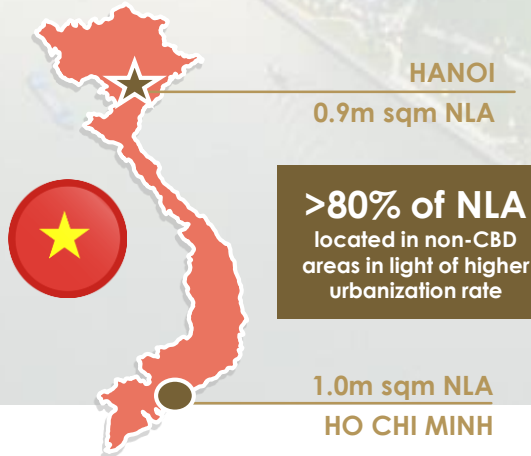 HANOI
0.9m sqm NLA
>80% of NLA
located in non-CBD
areas in light of higher
urbanization rate
1.0m sqm NLA
HO CHI MINH